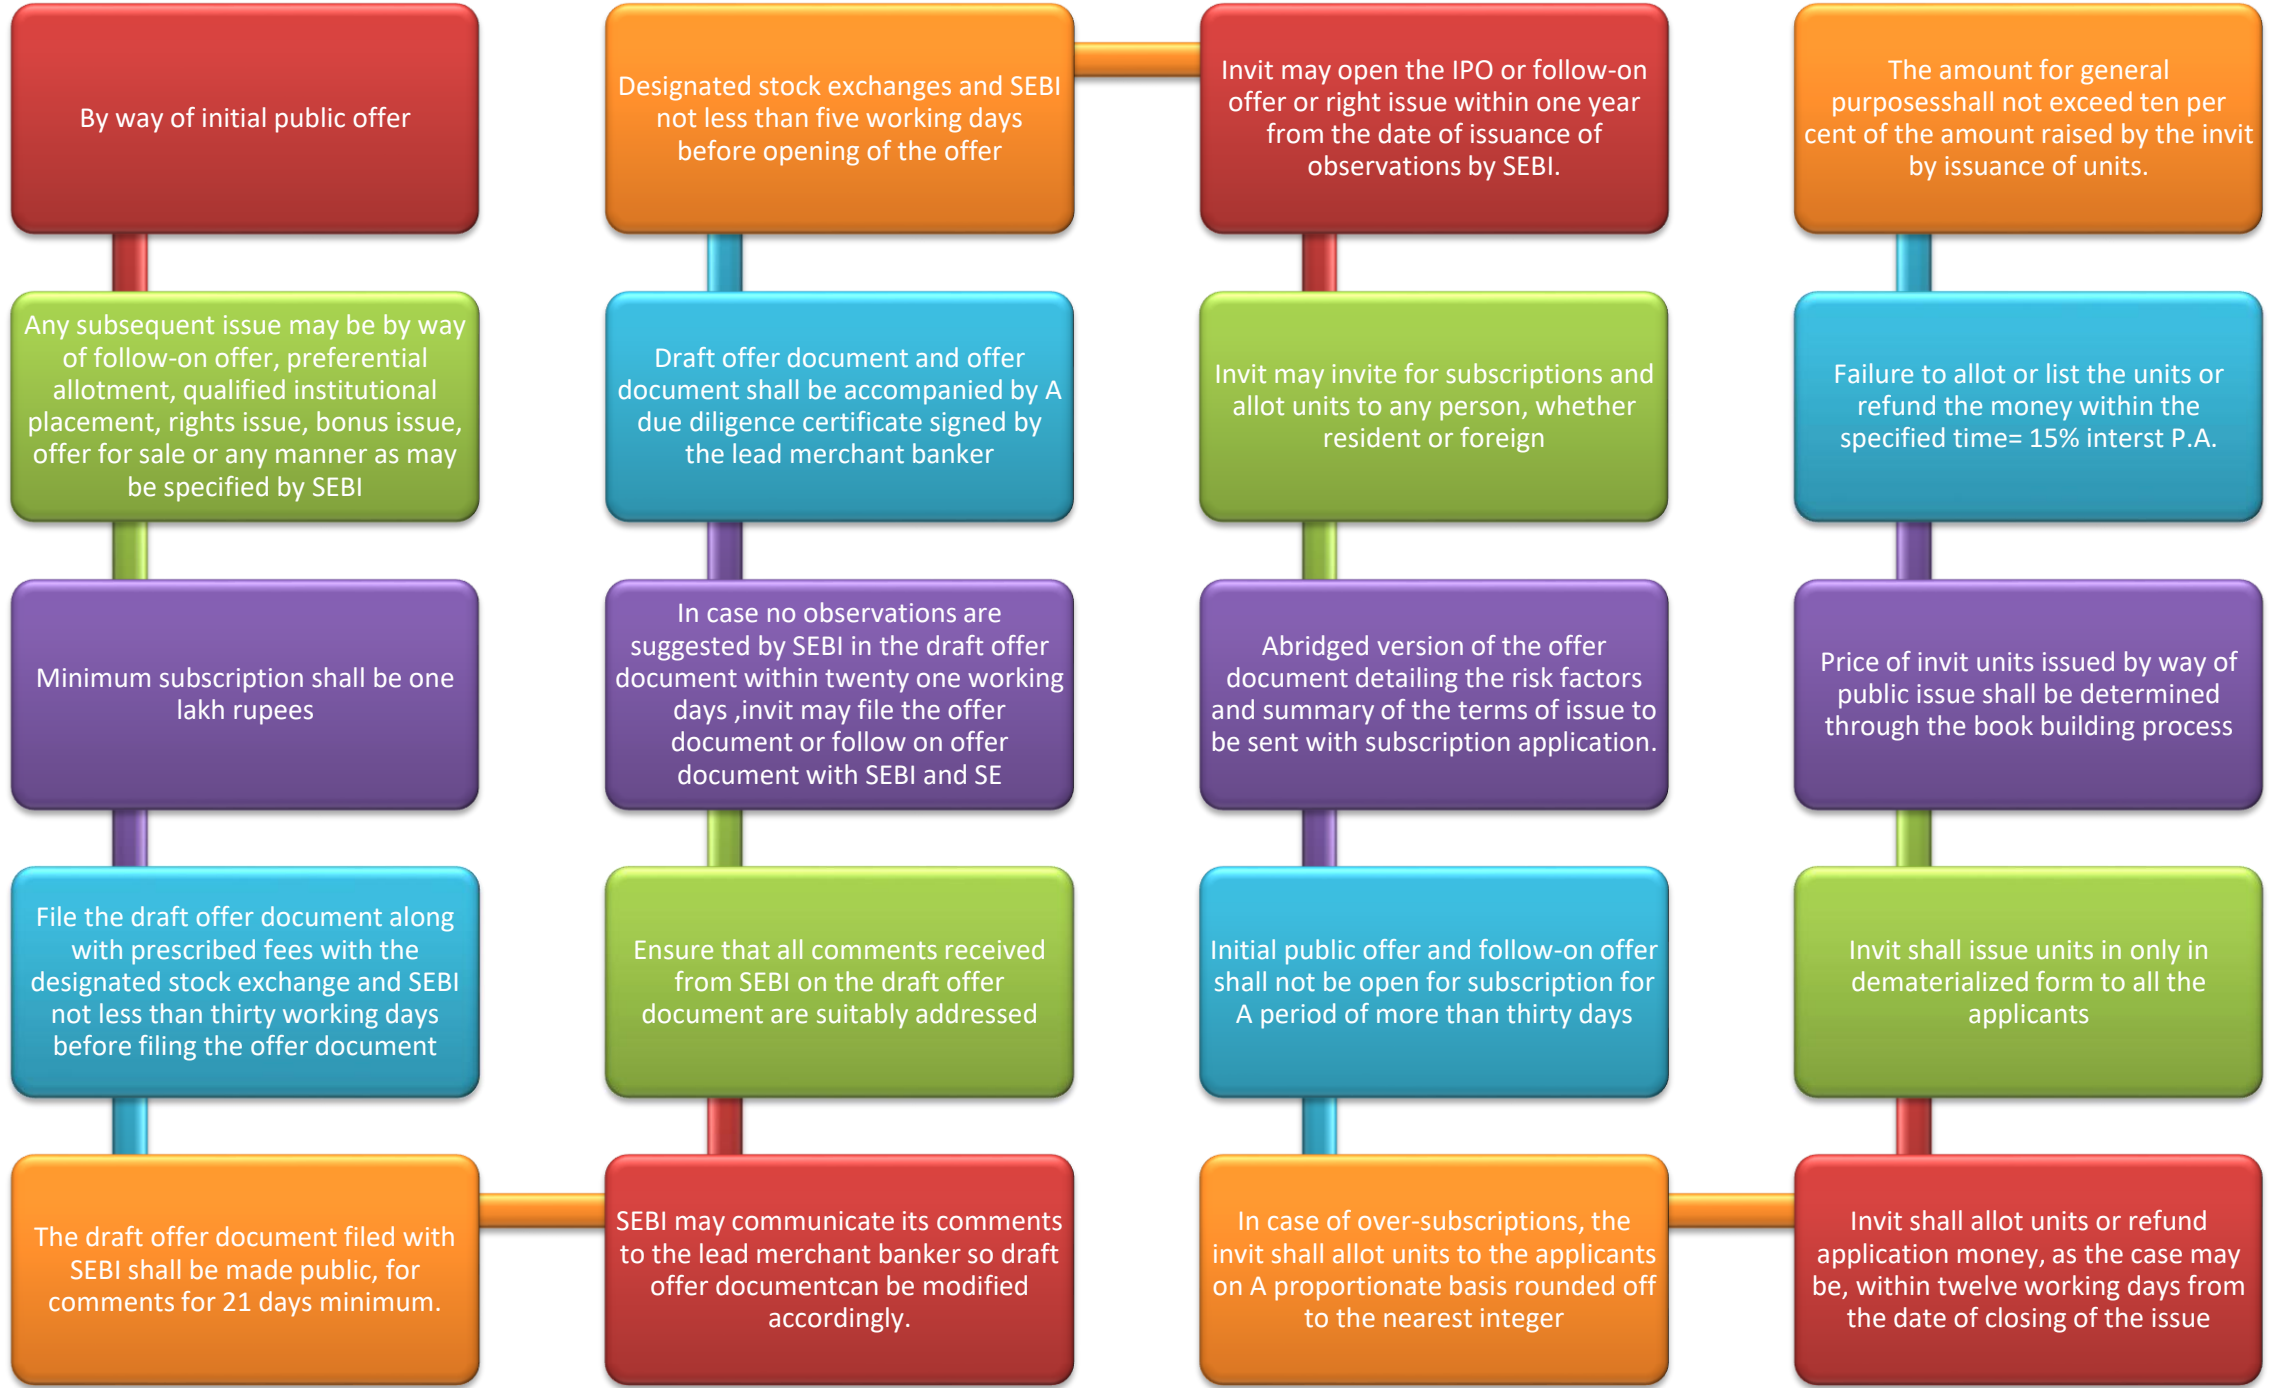 By way of initial public offer
Any subsequent issue may be by way
of follow-on offer, preferential
allotment, qualified institutional
placement, rights issue, bonus issue,
offer for sale or any manner as may
be specified by SEBI
Minimum subscription shall be one
lakh rupees
File the draft offer document along
with prescribed fees with the
designated stock exchange and SEBI
not less than thirty working days
before filing the offer document
The draft offer document filed with
SEBI shall be made public, for
comments for 21 days minimum.
SEBI may communicate its comments
to the lead merchant banker so draft
offer documentcan be modified
accordingly.
Ensure that all comments received
from SEBI on the draft offer
document are suitably addressed
In case no observations are
suggested by SEBI in the draft offer
document within twenty one working
days ,invit may file the offer
document or follow on offer
document with SEBI and SE
Draft offer document and offer
document shall be accompanied by A
due diligence certificate signed by
the lead merchant banker
Designated stock exchanges and SEBI
not less than five working days
before opening of the offer
Invit may open the IPO or follow-on
offer or right issue within one year
from the date of issuance of
observations by SEBI.
Invit may invite for subscriptions and
allot units to any person, whether
resident or foreign
Abridged version of the offer
document detailing the risk factors
and summary of the terms of issue to
be sent with subscription application.
Initial public offer and follow-on offer
shall not be open for subscription for
A period of more than thirty days
In case of over-subscriptions, the
invit shall allot units to the applicants
on A proportionate basis rounded off
to the nearest integer
Invit shall allot units or refund
application money, as the case may
be, within twelve working days from
the date of closing of the issue
Invit shall issue units in only in
dematerialized form to all the
applicants
Price of invit units issued by way of
public issue shall be determined
through the book building process
Failure to allot or list the units or
refund the money within the
specified time= 15% interst P.A.
The amount for general
purposesshall not exceed ten per
cent of the amount raised by the invit
by issuance of units.